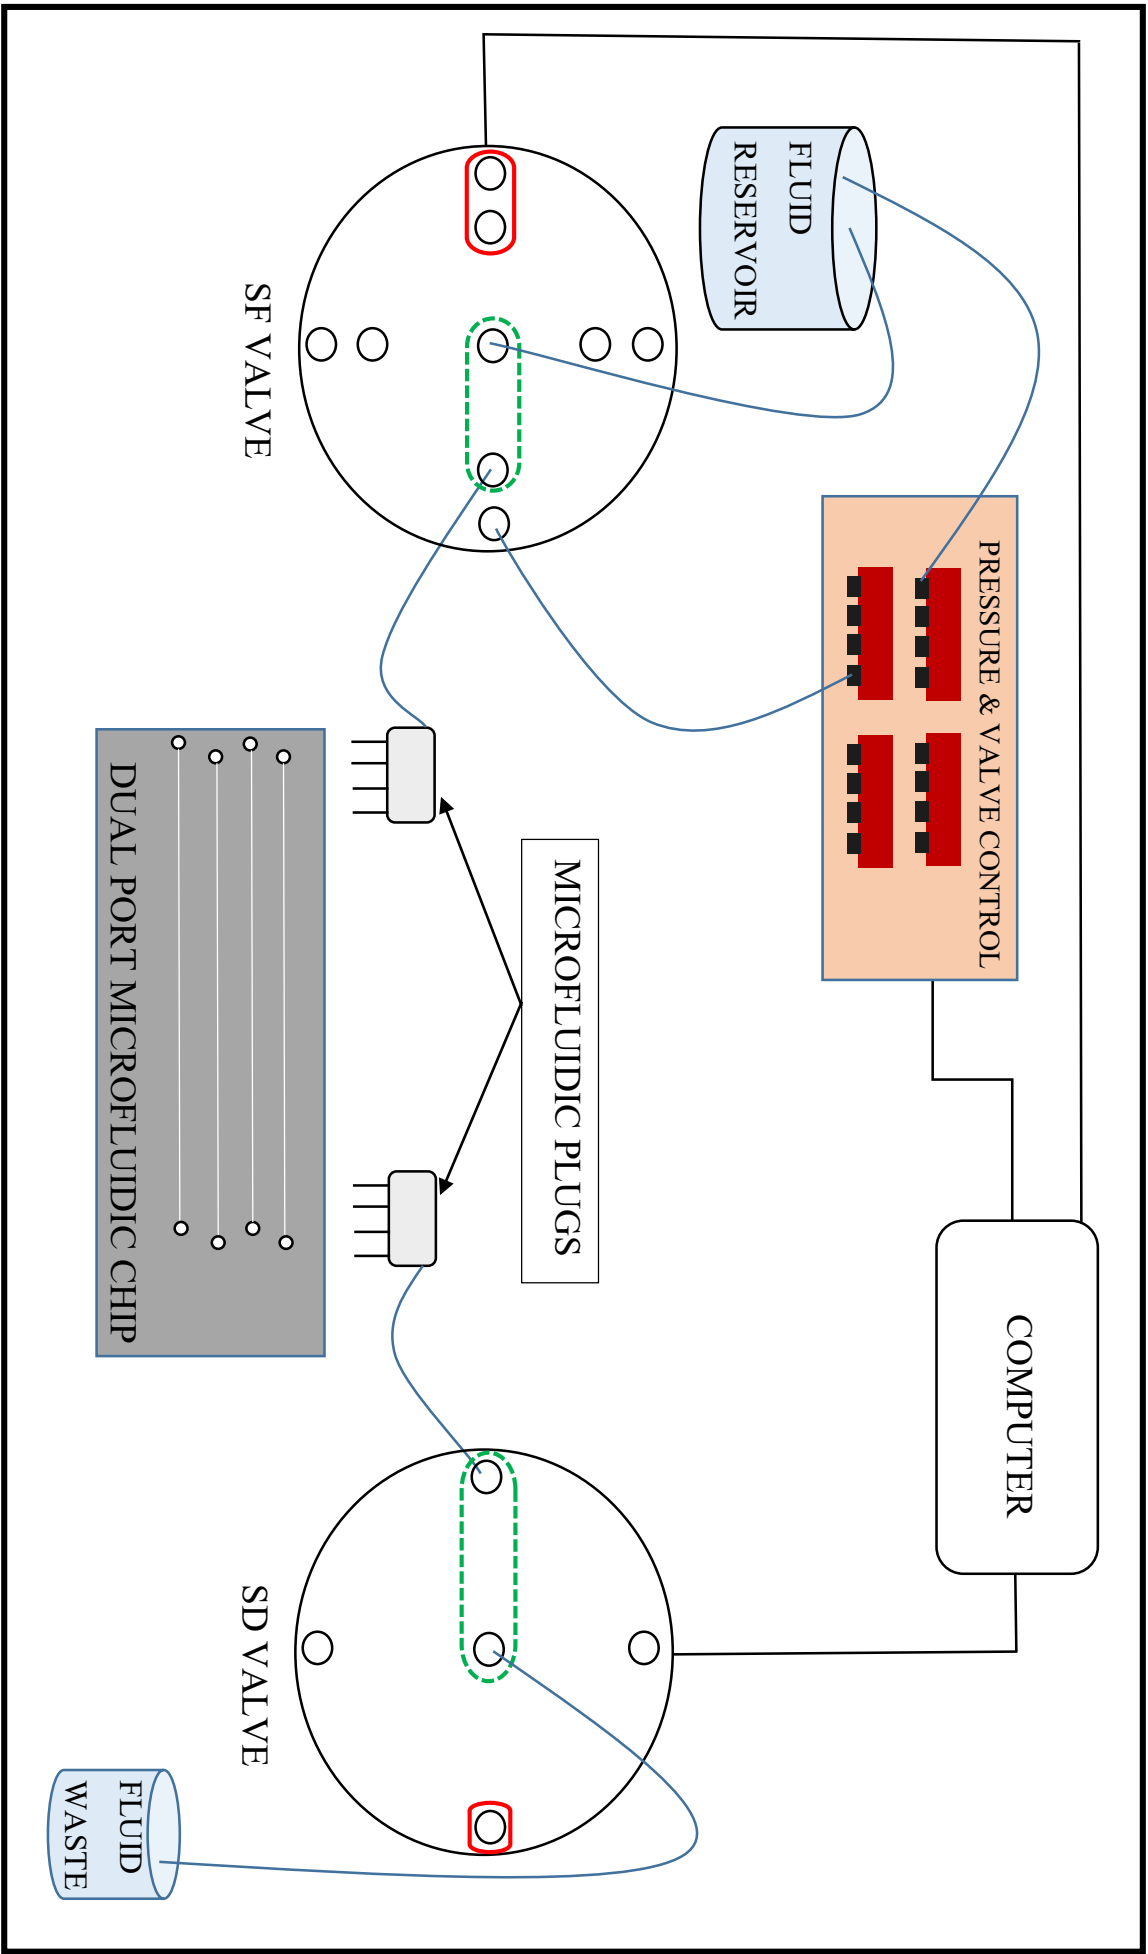 FLUID
RESERVOIR
PRESSURE & VALVE CONTROL
COMPUTER
SF VALVE
MICROFLUIDIC PLUGS
DUAL PORT MICROFLUIDIC CHIP
SD VALVE
FLUID
WASTE